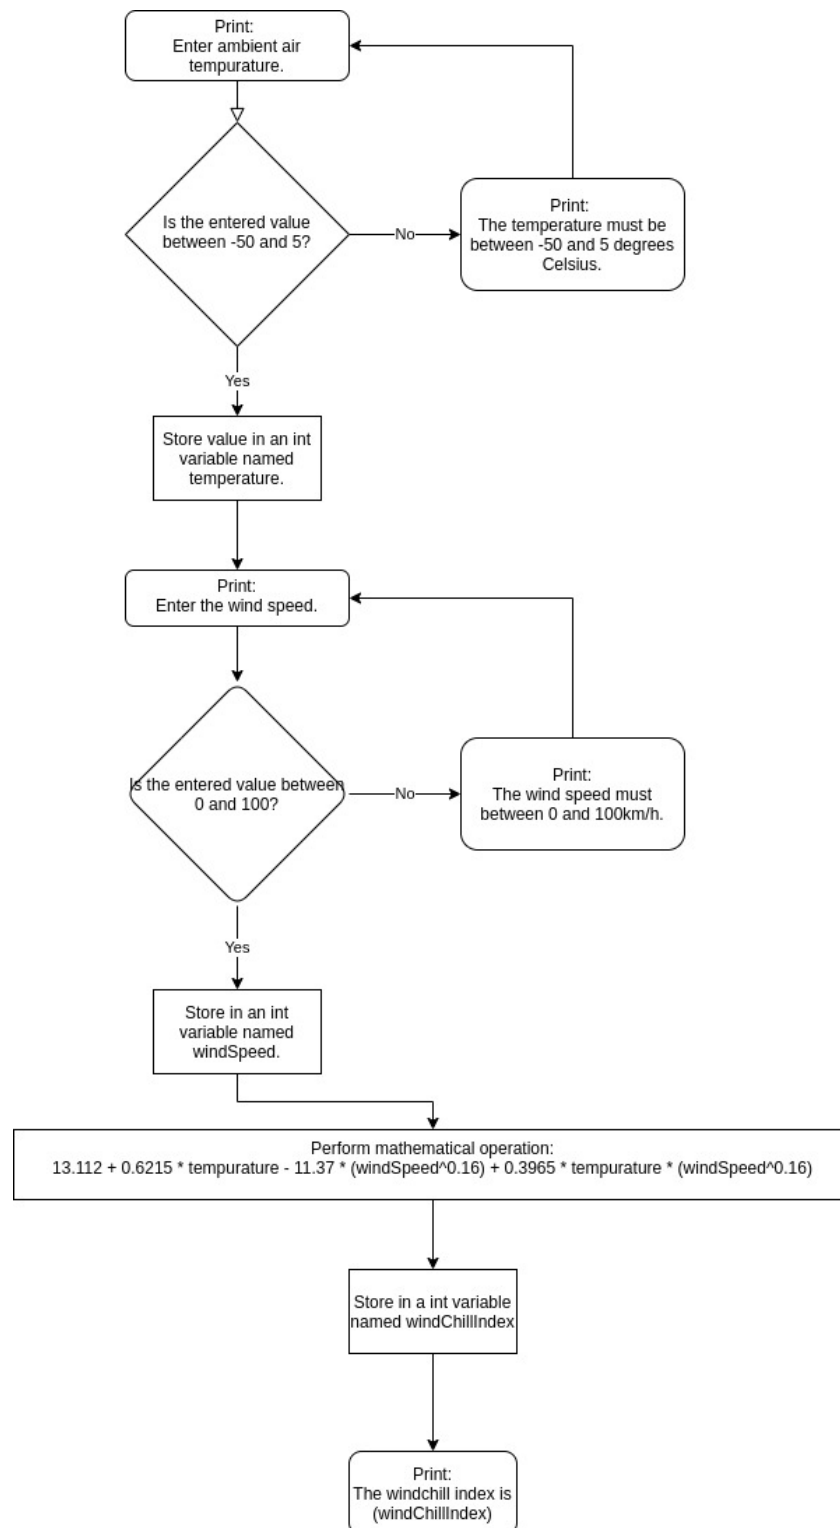 Print:
Enter ambient air
tempurature.
Is the entered value
between -50 and 5?
No
Print:
The temperature must be
between -50 and 5 degrees
Celsius.
Yes
Store value in an int
variable named
temperature.
Print:
Enter the wind speed.
Is the entered value between
0 and 100?
No
Print:
The wind speed must
between 0 and 100km/h.
Yes
Store in an int
variable named
windSpeed.
Perform mathematical operation:
13.112 + 0.6215 * tempurature - 11.37 * (windSpeed^0.16) + 0.3965 * tempurature * (windSpeed^0.16)
Store in a int variable
named windChillIndex
Print:
The windchill index is
(windChillIndex)